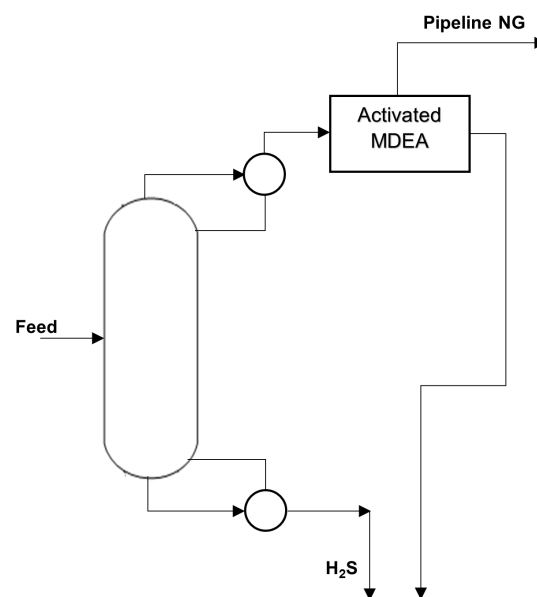 Pipeline NG
Activated
MDEA
Feed
H₂S